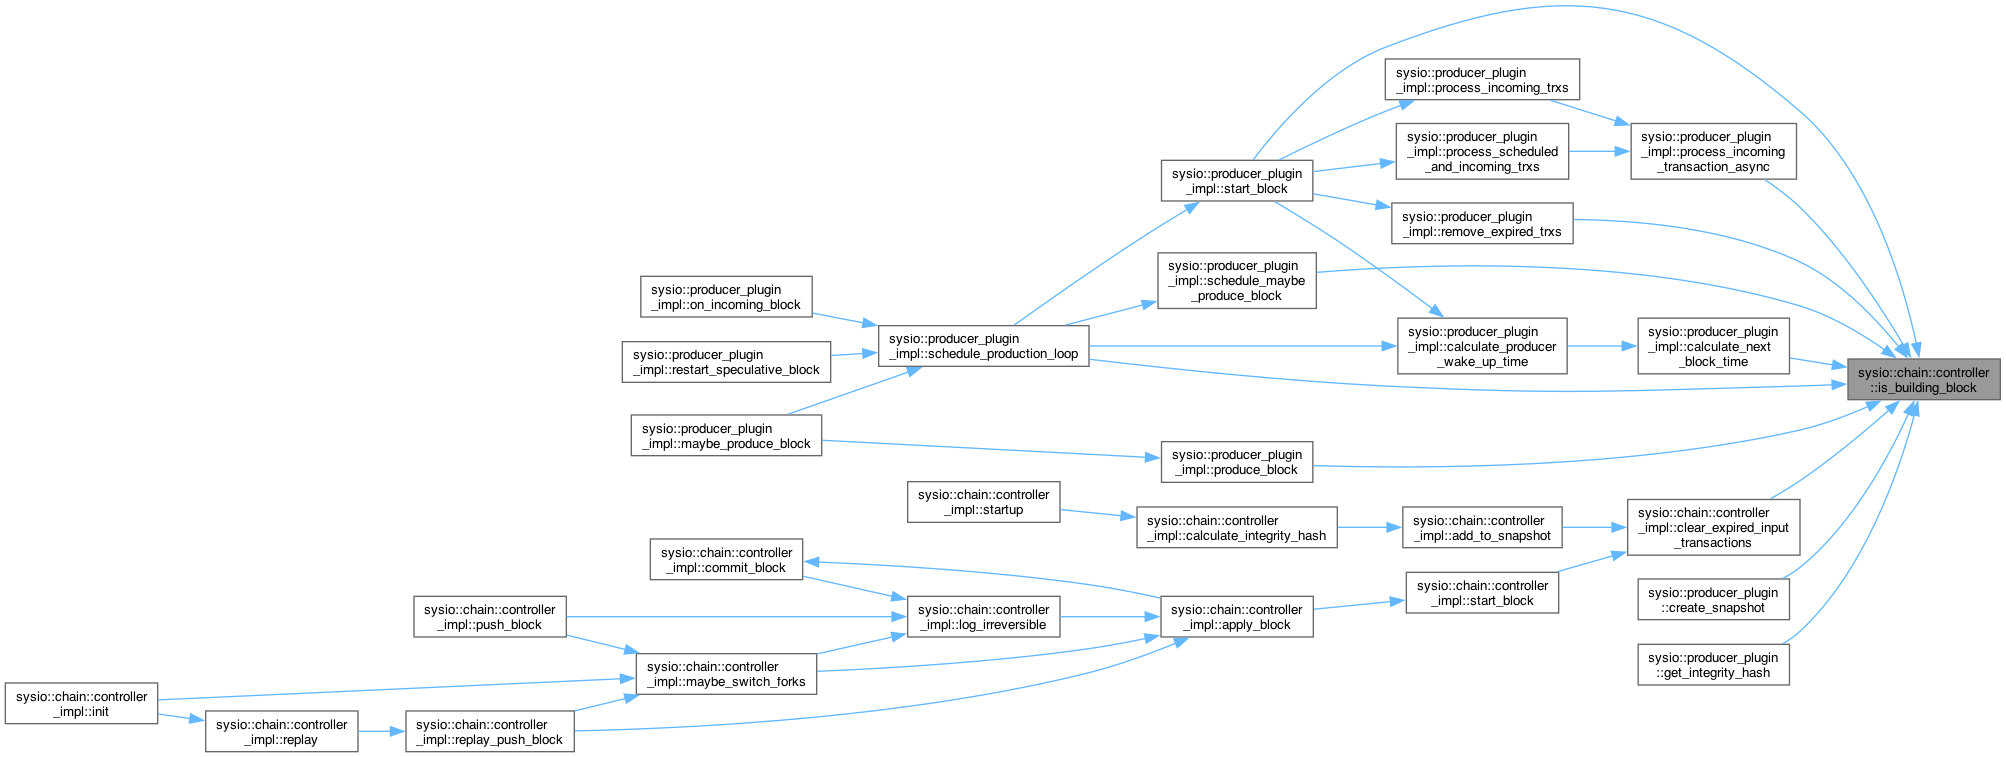 sysio::producer_plugin
_impl::process_incoming_trxs
sysio::producer_plugin
_impl::process_scheduled
_and_incoming_trxs
sysio::producer_plugin
_impl::process_incoming
_transaction_async
sysio::producer_plugin
_impl::start_block
sysio::producer_plugin
_impl::remove_expired_trxs
sysio::producer_plugin
_impl::schedule_maybe
_produce_block
sysio::producer_plugin
_impl::on_incoming_block
sysio::producer_plugin
_impl::schedule_production_loop
sysio::producer_plugin
_impl::calculate_producer
_wake_up_time
sysio::producer_plugin
_impl::calculate_next
_block_time
sysio::producer_plugin
_impl::restart_speculative_block
sysio::chain::controller
::is_building_block
sysio::producer_plugin
_impl::maybe_produce_block
sysio::producer_plugin
_impl::produce_block
sysio::chain::controller
_impl::startup
sysio::chain::controller
_impl::calculate_integrity_hash
sysio::chain::controller
_impl::add_to_snapshot
sysio::chain::controller
_impl::clear_expired_input
_transactions
sysio::chain::controller
_impl::commit_block
sysio::chain::controller
_impl::start_block
sysio::producer_plugin
::create_snapshot
sysio::chain::controller
_impl::push_block
sysio::chain::controller
_impl::log_irreversible
sysio::chain::controller
_impl::apply_block
sysio::producer_plugin
::get_integrity_hash
sysio::chain::controller
_impl::maybe_switch_forks
sysio::chain::controller
_impl::init
sysio::chain::controller
_impl::replay
sysio::chain::controller
_impl::replay_push_block